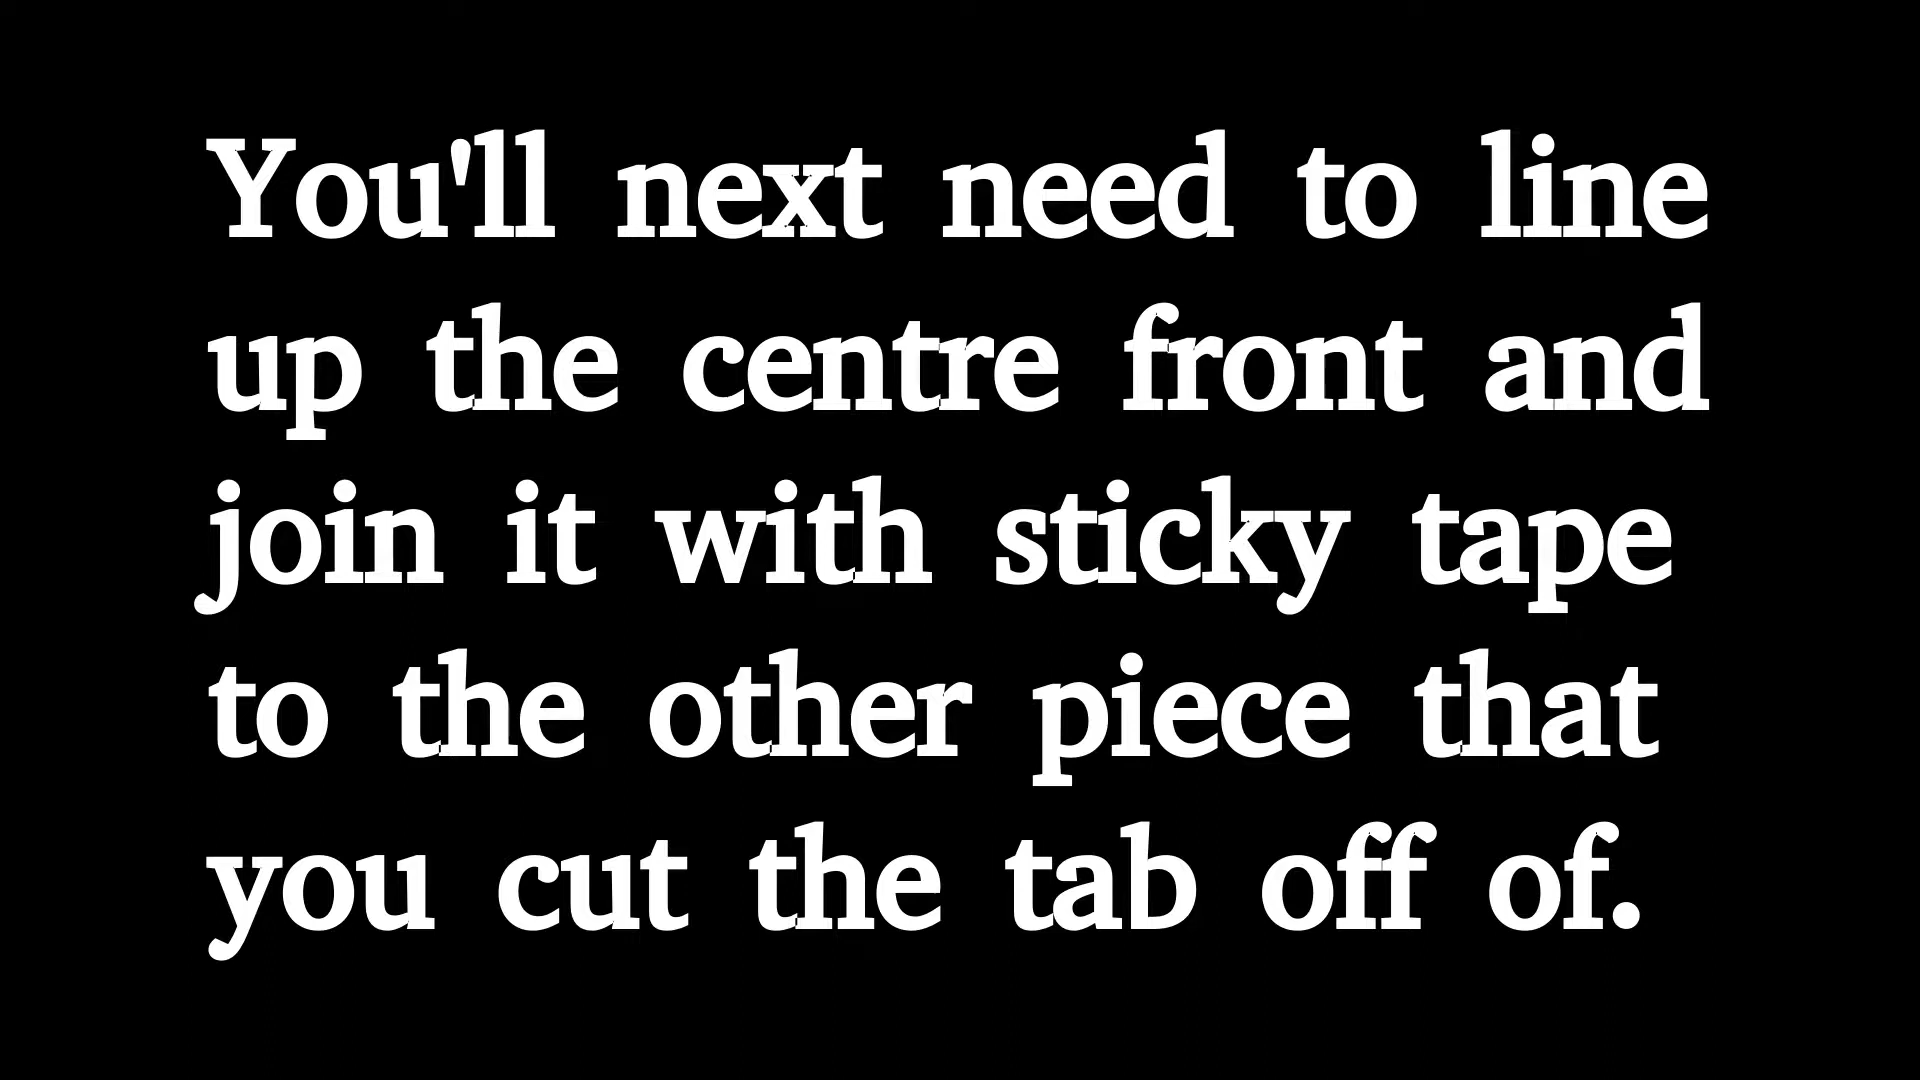 You'll next need to line
up the centre front and
join it with sticky tape
to the other piece that
you cut the tab off of.